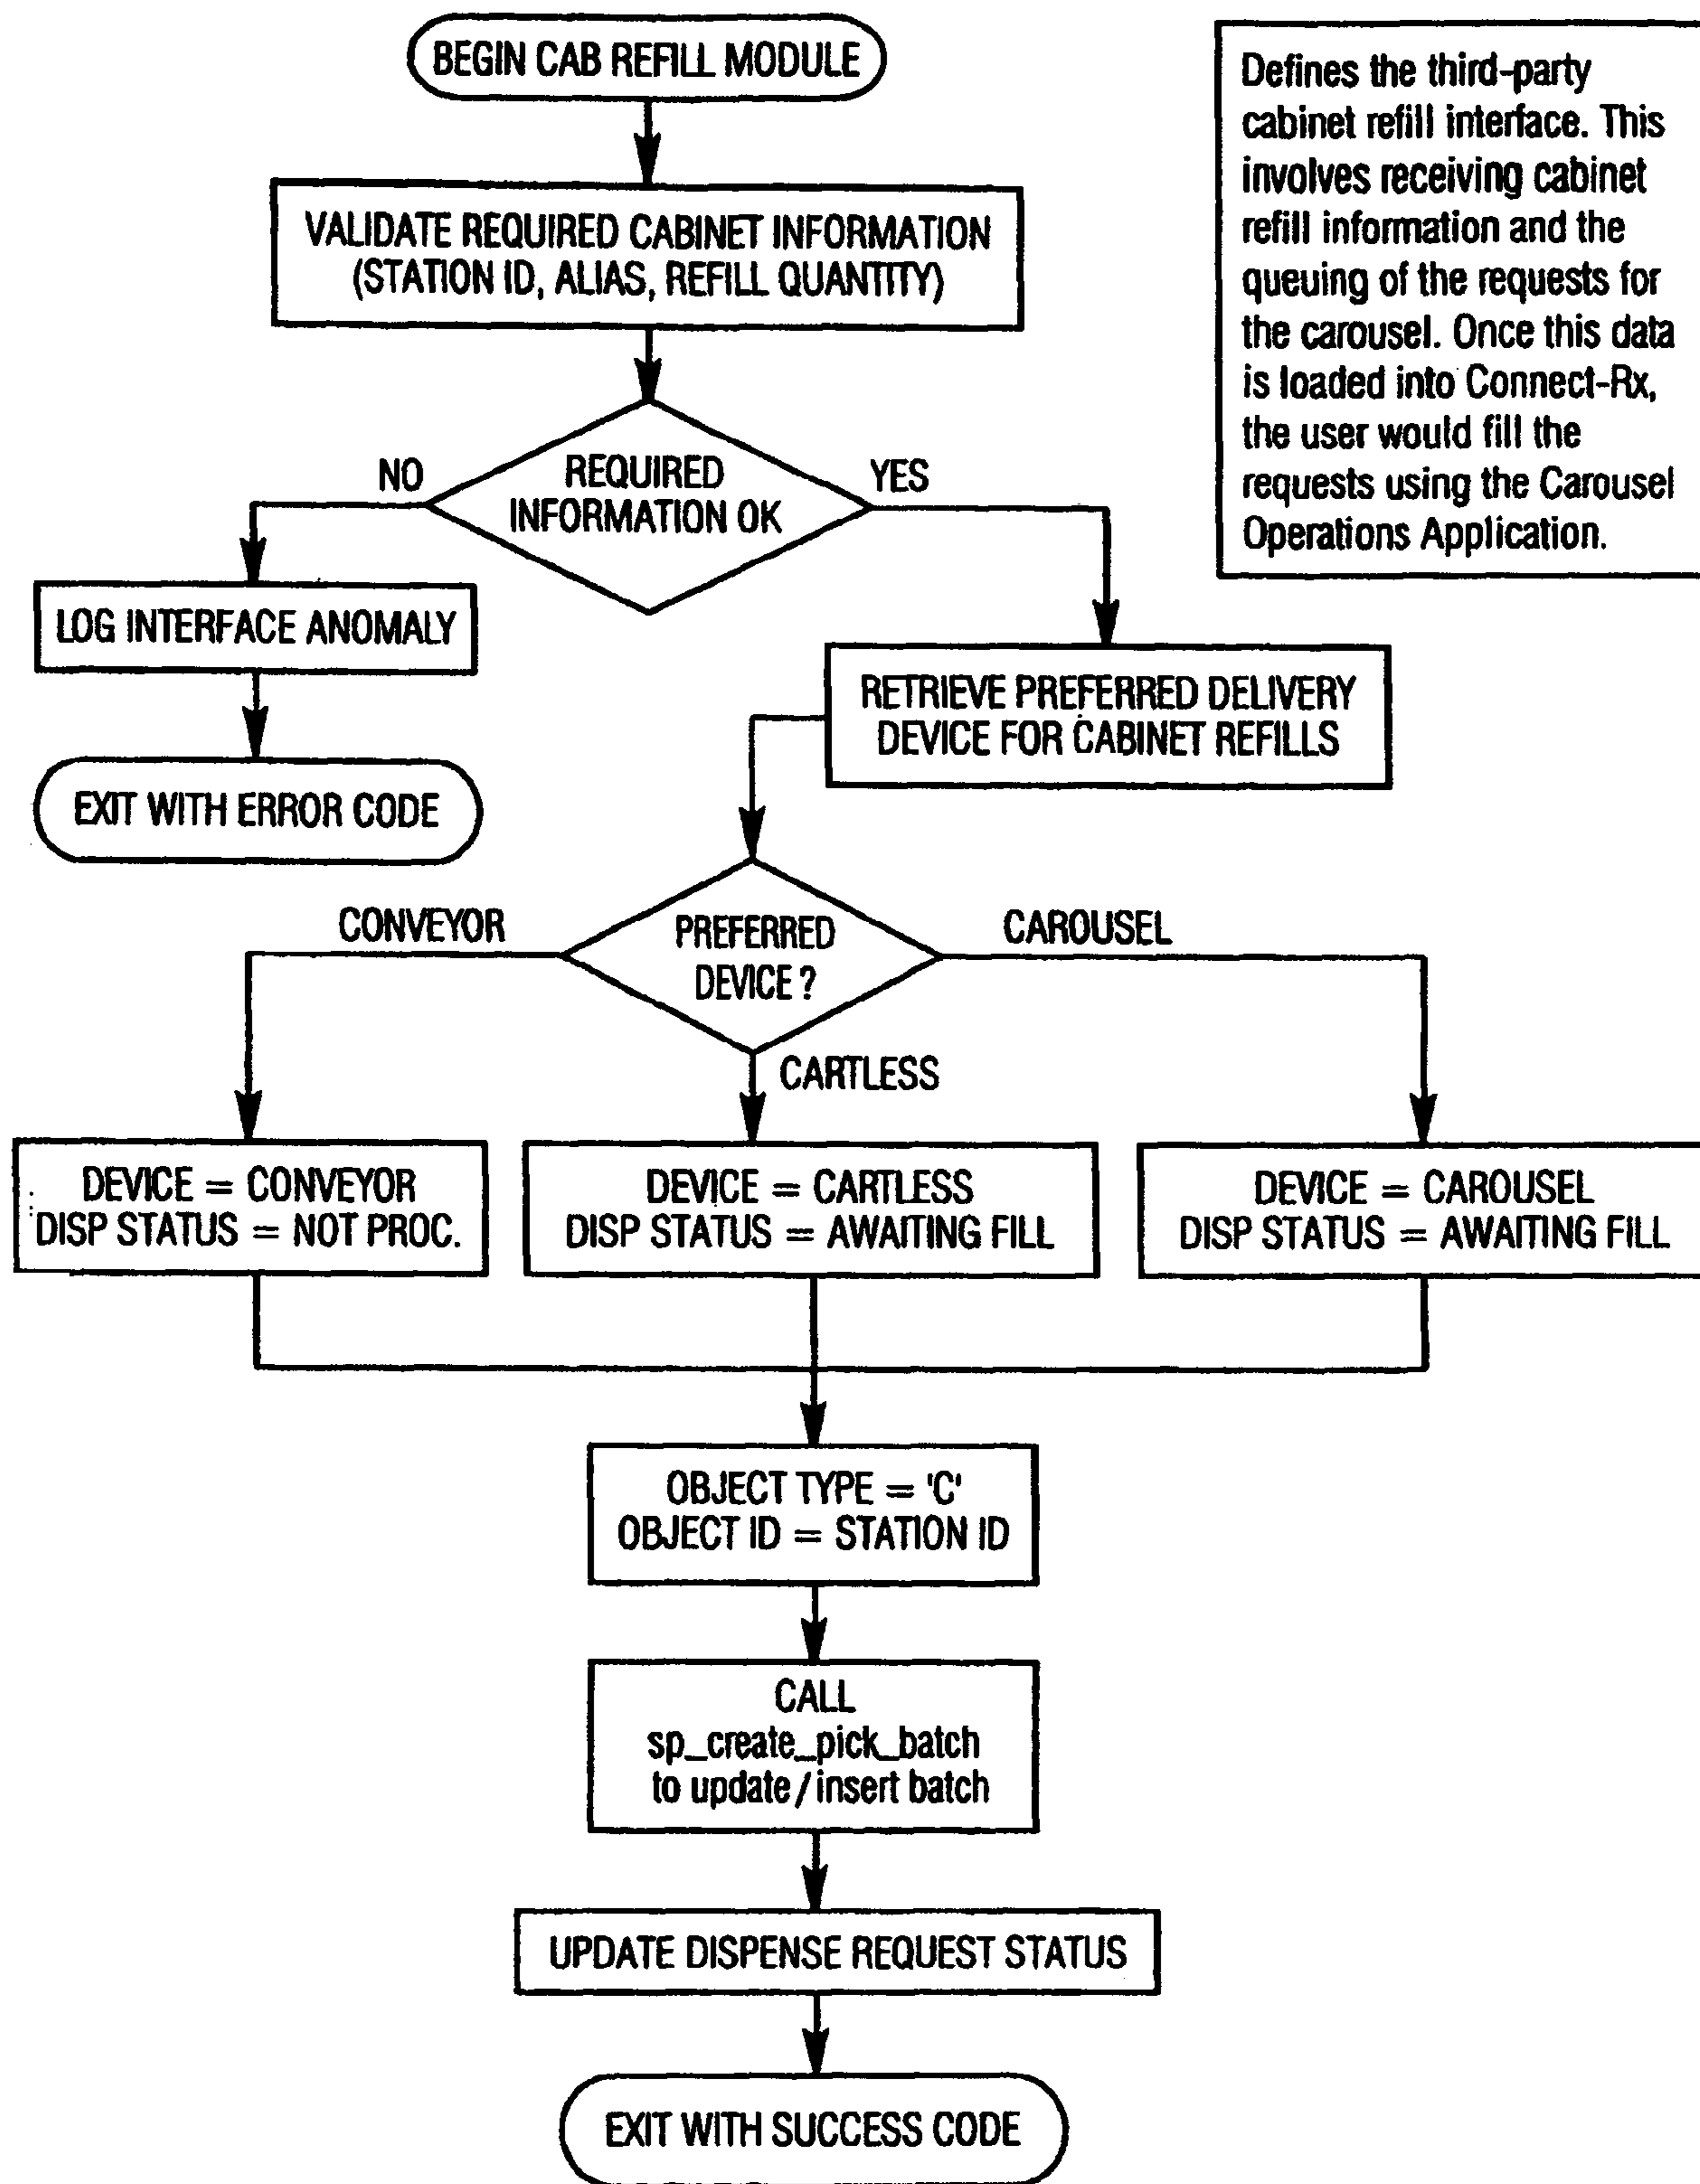 BEGIN CAB REFILL MODULE
Defines the third-party
cabinet refill interface. This
involves receiving cabinet
refill information and the
queuing of the requests for
the carousel. Once this data
is loaded into Connect-Rx,
the user would fill the
requests using the Carousel
Operations Application.
VALIDATE REQUIRED CABINET INFORMATION
(STATION ID, ALIAS, REFILL QUANTITY)
REQUIRED
INFORMATION OK
NO
YES
LOG INTERFACE ANOMALY
EXIT WITH ERROR CODE
RETRIEVE PREFERRED DELIVERY
DEVICE FOR CABINET REFILLS
PREFERRED
DEVICE ?
CONVEYOR
CAROUSEL
CARTLESS
DEVICE = CONVEYOR
DISP STATUS = NOT PROC.
DEVICE = CARTLESS
DISP STATUS = AWAITING FILL
DEVICE = CAROUSEL
DISP STATUS = AWAITING FILL
OBJECT TYPE = 'C'
OBJECT ID = STATION ID
CALL
sp_create_pick_batch
to update/insert batch
UPDATE DISPENSE REQUEST STATUS
EXIT WITH SUCCESS CODE